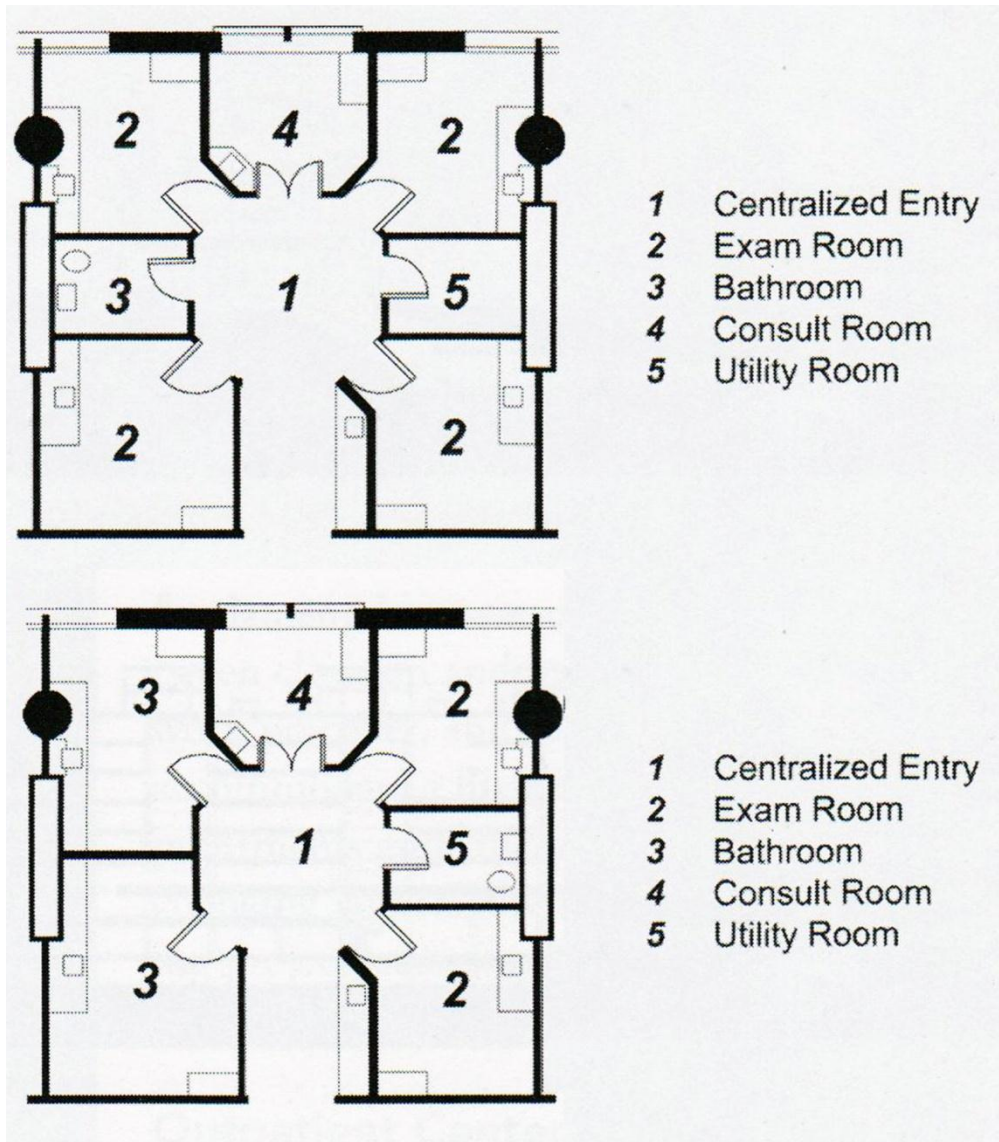 2 4 2
3 1 5
2 2
1 Centralized Entry
2 Exam Room
3 Bathroom
4 Consult Room
5 Utility Room
3 4 2
1 5
3 2
1 Centralized Entry
2 Exam Room
3 Bathroom
4 Consult Room
5 Utility Room